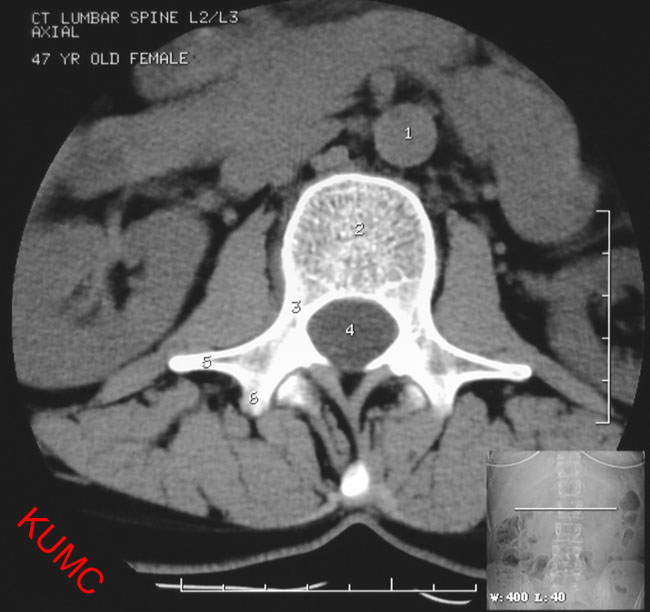 CT LUMBAR SPINE L2/L3
AXIAL
47 YR OLD FEMALE
1
2
3
4
5
6
KUMC
W:400 L:40